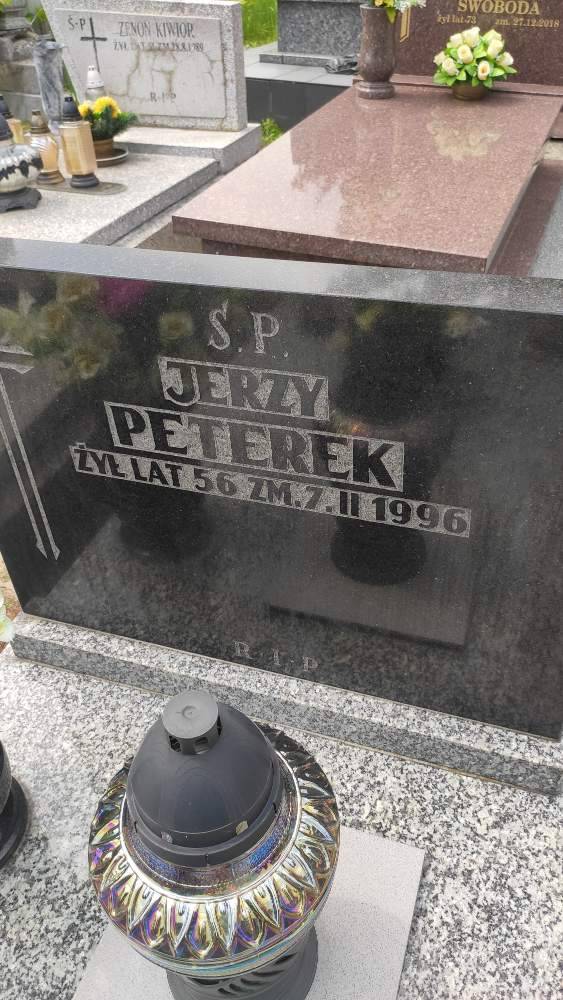 Ś✝P
ZENON KIWIOR
SWOBODA
żył lat 73 zm. 27.12.2018
R.I.P
Ś.P.
JERZY
PETEREK
ŻYŁ LAT 56 ZM.7.II 1996
R.I.P